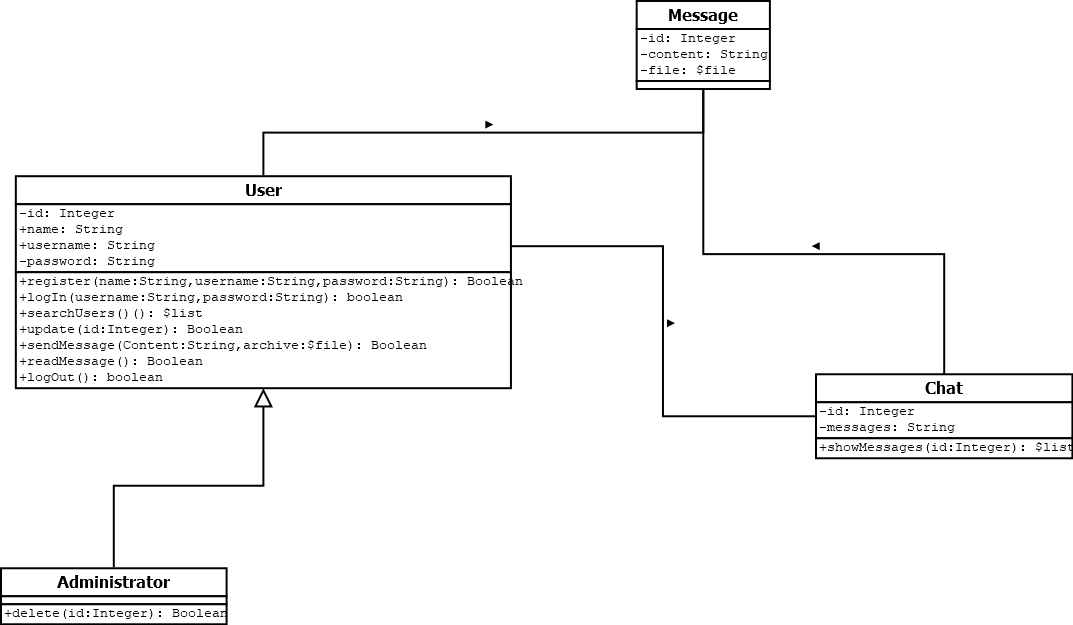 Message
-id: Integer
-content: String
-file: $file
User
-id: Integer
+name: String
+username: String
-password: String
+register(name:String,username:String,password:String): Boolean
+logIn(username:String,password:String): boolean
+searchUsers()(): $list
+update(id:Integer): Boolean
+sendMessage(Content:String,archive:$file): Boolean
+readMessage(): Boolean
+logOut(): boolean
Chat
-id: Integer
-messages: String
+showMessages(id:Integer): $list
Administrator
+delete(id:Integer): Boolean